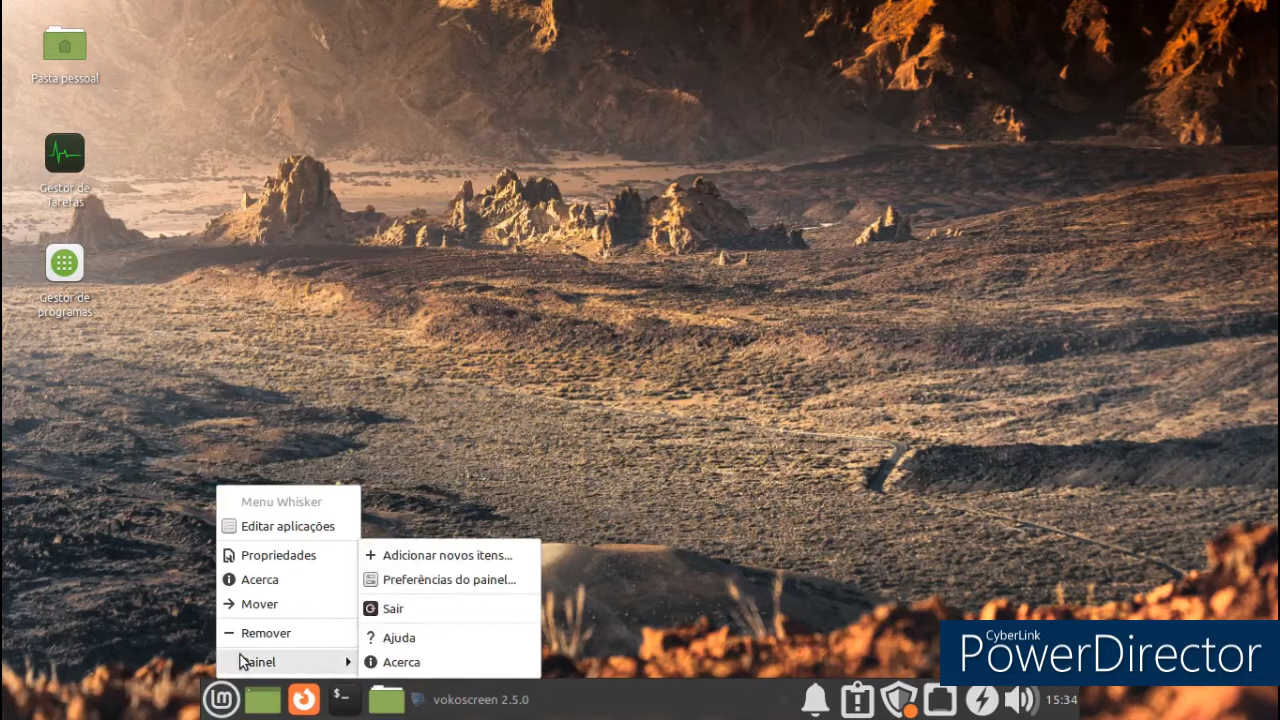 Pasta pessoal
Gestor de
Tarefas
Gestor de
programas
Menu Whisker
Editar aplicações
Propriedades
Acerca
Mover
Remover
Painel
Adicionar novos itens...
Preferências do painel...
Sair
Ajuda
Acerca
CyberLink
PowerDirector
vokoscreen 2.5.0
15:34